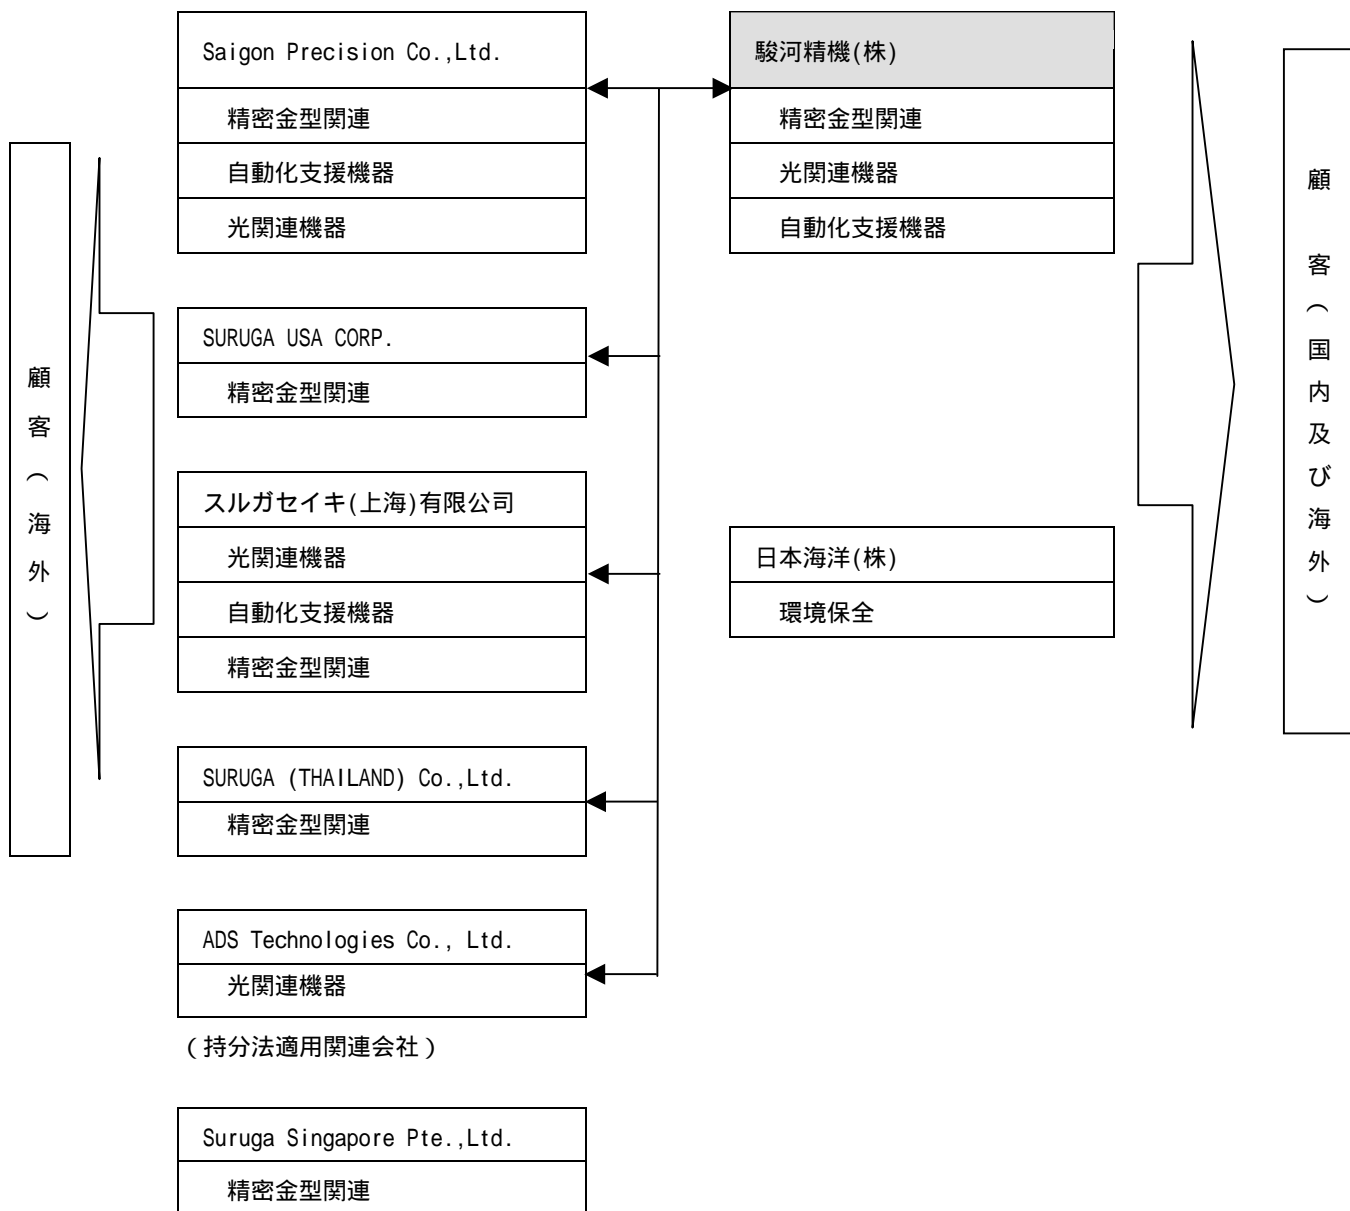 顧客（海外）
Saigon Precision Co.,Ltd.
精密金型関連
自動化支援機器
光関連機器
SURUGA USA CORP.
精密金型関連
スルガセイキ(上海)有限公司
光関連機器
自動化支援機器
精密金型関連
SURUGA (THAILAND) Co.,Ltd.
精密金型関連
ADS Technologies Co., Ltd.
光関連機器
（持分法適用関連会社）
Suruga Singapore Pte.,Ltd.
精密金型関連
駿河精機(株)
精密金型関連
光関連機器
自動化支援機器
日本海洋(株)
環境保全
顧客（国内及び海外）